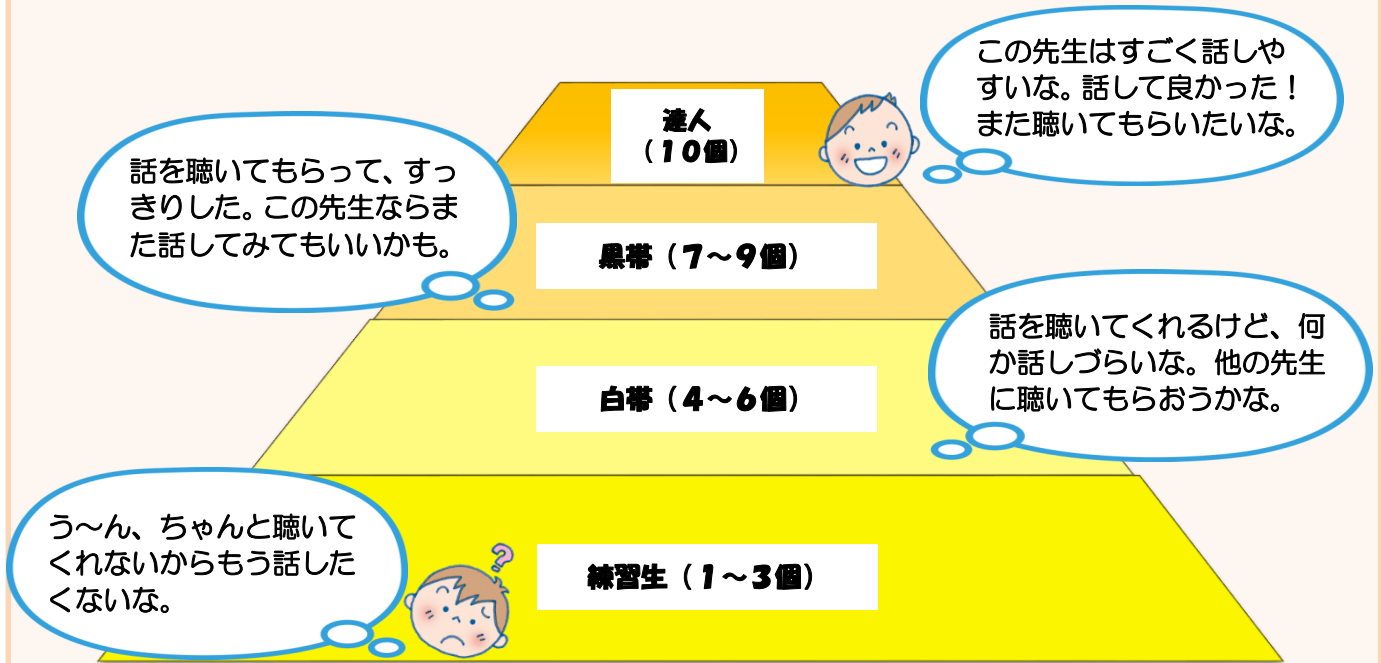 この先生はすごく話しや
すいな。話して良かった！
また聴いてもらいたいな。
達人
（１０個）
話を聴いてもらって、すっ
きりした。この先生ならま
た話してみてもいいかも。
黒帯（７～９個）
話を聴いてくれるけど、何
か話しづらいな。他の先生
に聴いてもらおうかな。
白帯（４～６個）
う～ん、ちゃんと聴いて
くれないからもう話した
くないな。
?
練習生（１～３個）